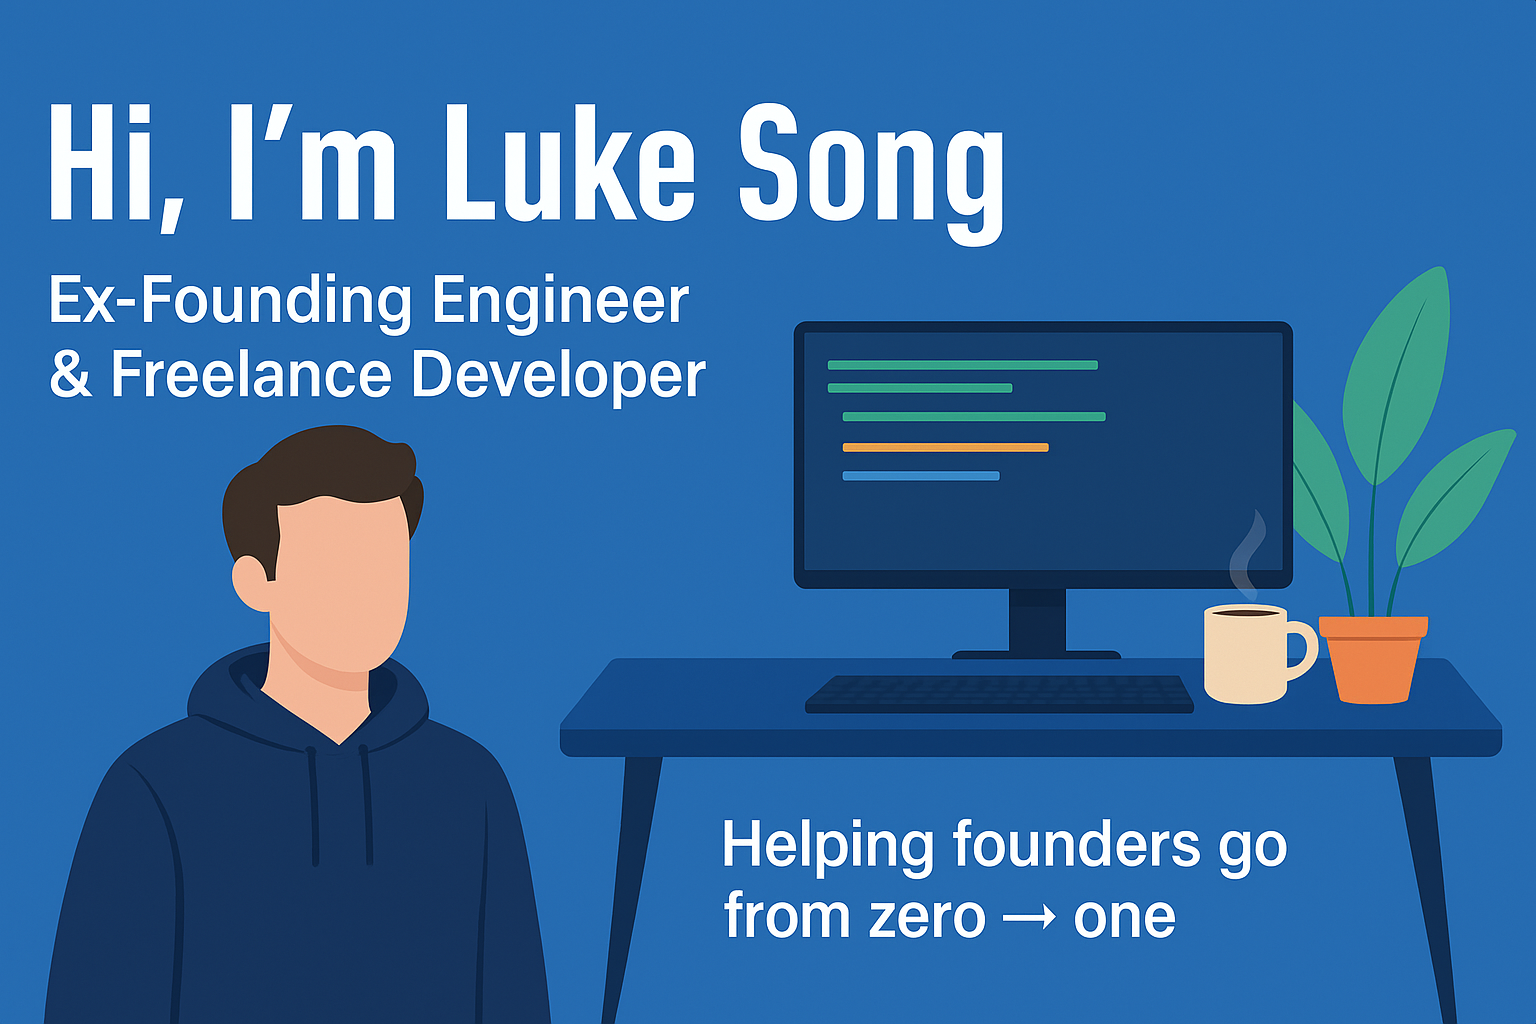 Hi, I’m Luke Song
Ex-Founding Engineer
& Freelance Developer
Helping founders go
from zero → one